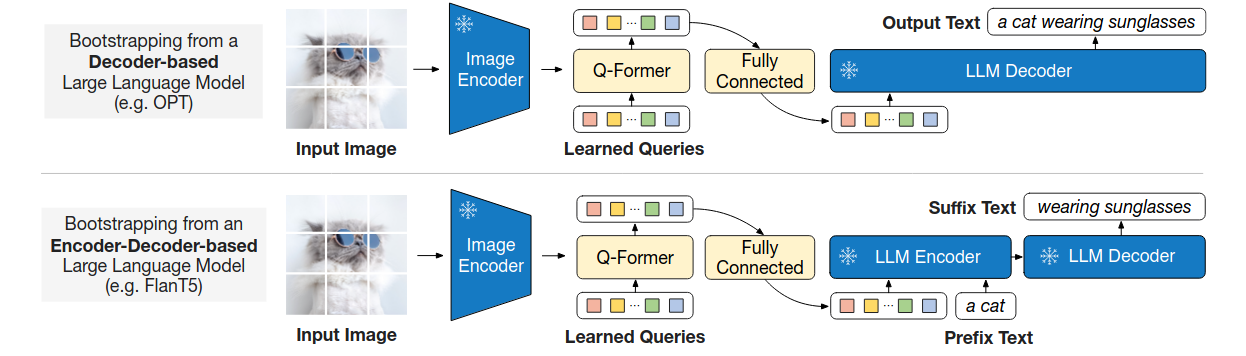 Bootstrapping from a
Decoder-based
Large Language Model
(e.g. OPT)
Input Image
Image
Encoder
Q-Former
Learned Queries
Fully
Connected
Output Text
a cat wearing sunglasses
LLM Decoder
Bootstrapping from an
Encoder-Decoder-based
Large Language Model
(e.g. FlanT5)
Input Image
Image
Encoder
Q-Former
Learned Queries
Fully
Connected
Suffix Text
wearing sunglasses
LLM Encoder
LLM Decoder
a cat
Prefix Text